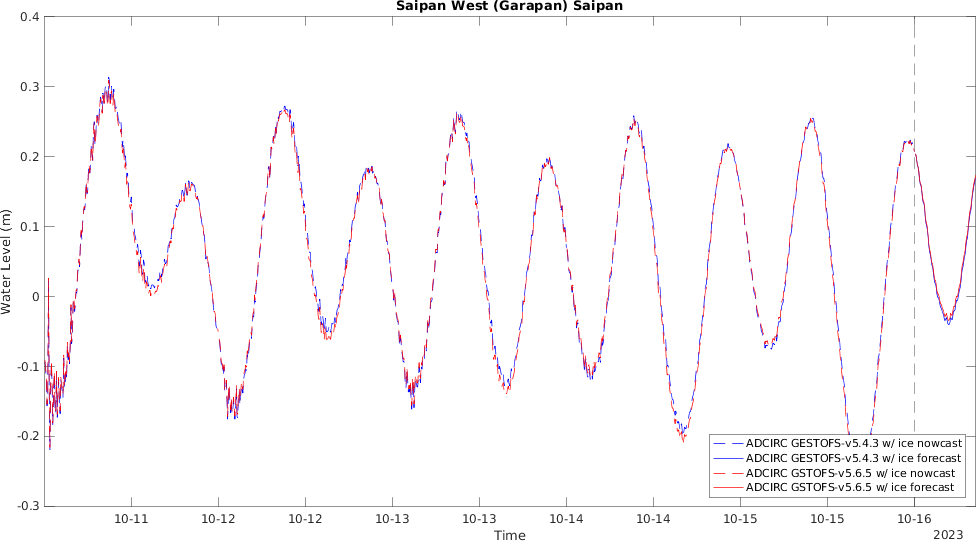 Saipan West (Garapan) Saipan
0.4
0.3
0.2
0.1
0
-0.1
-0.2
-0.3
Water Level (m)
ADCIRC GESTOFS-v5.4.3 w/ ice nowcast
ADCIRC GESTOFS-v5.4.3 w/ ice forecast
ADCIRC GSTOFS-v5.6.5 w/ ice nowcast
ADCIRC GSTOFS-v5.6.5 w/ ice forecast
10-11 10-12 10-12 10-13 10-13 10-14 10-14 10-15 10-15 10-16
Time
2023